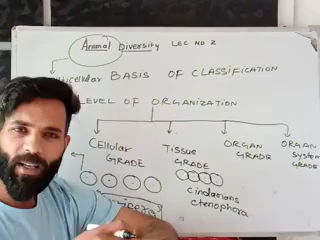 Animal Diversity LEC NO 2
BASIS OF CLASSIFICATION
LEVEL OF ORGANIZATION
CEllular
GRADE
TISSUE
GRADE
ORGAN
GRADE
ORGAN
System
GRADE
cindarians
ctenophora